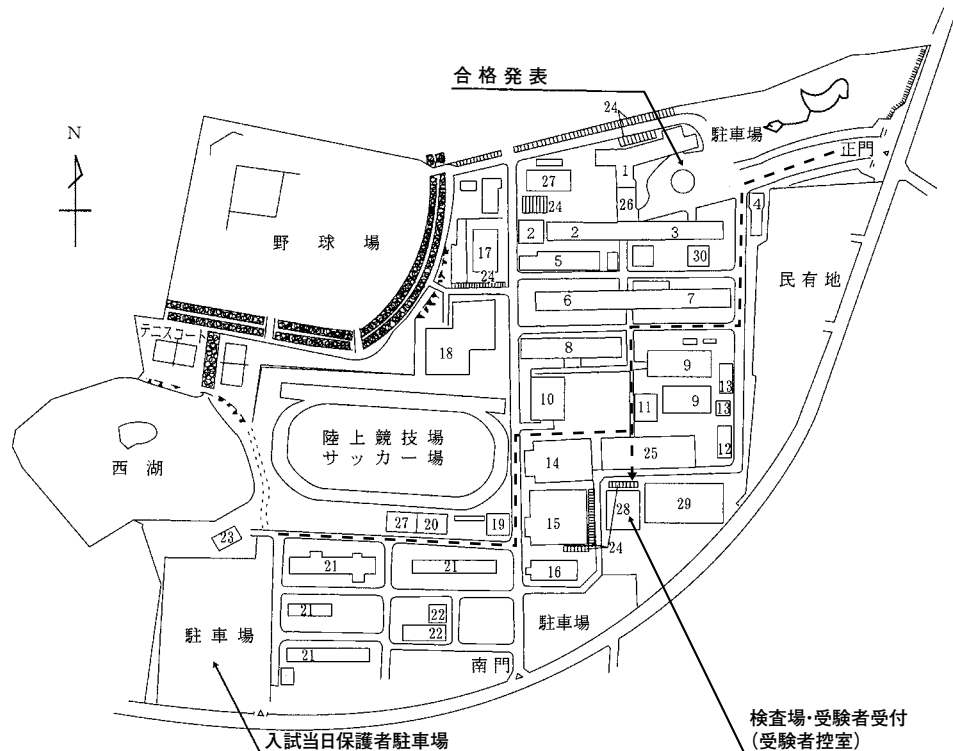 合格発表
24
駐車場
正門
N
1
27
26
24
4
野球場
17
24
2
2
3
30
5
民有地
6
7
テニスコート
18
8
9
13
10
11
9
13
陸上競技場
サッカー場
12
西湖
14
25
28
29
27
20
19
15
23
24
21
21
16
21
22
22
駐車場
駐車場
21
南門
検査場・受験者受付
(受験者控室)
入試当日保護者駐車場